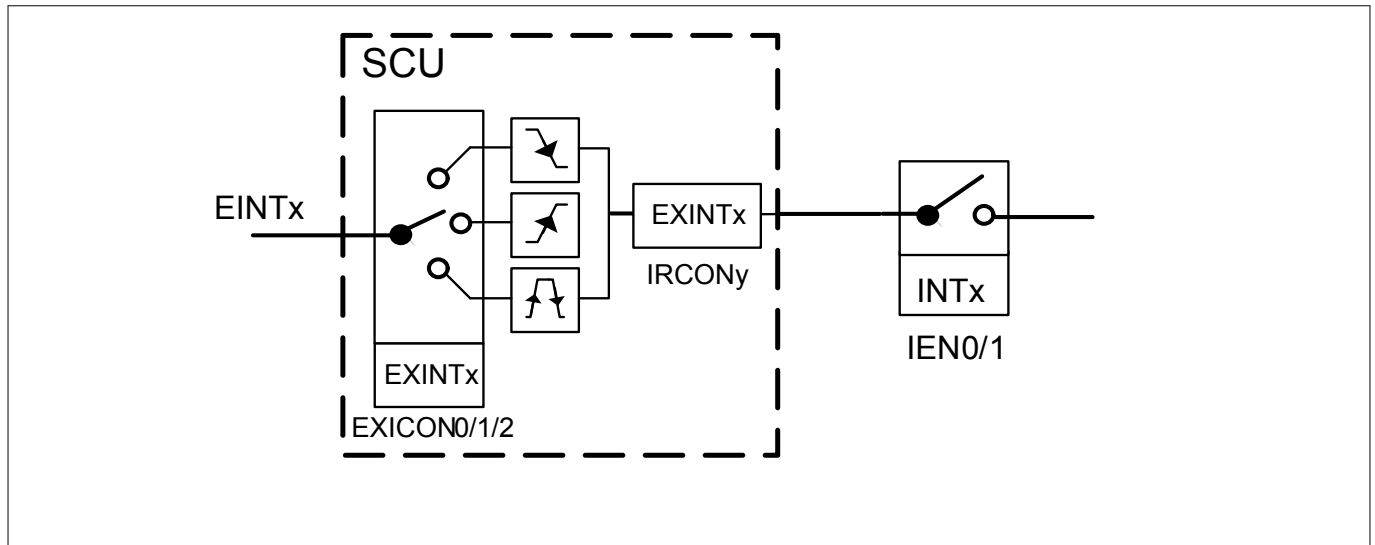 SCU
EINTx
EXINTx
IRCONy
INTx
IEN0/1
EXINTx
EXICON0/1/2